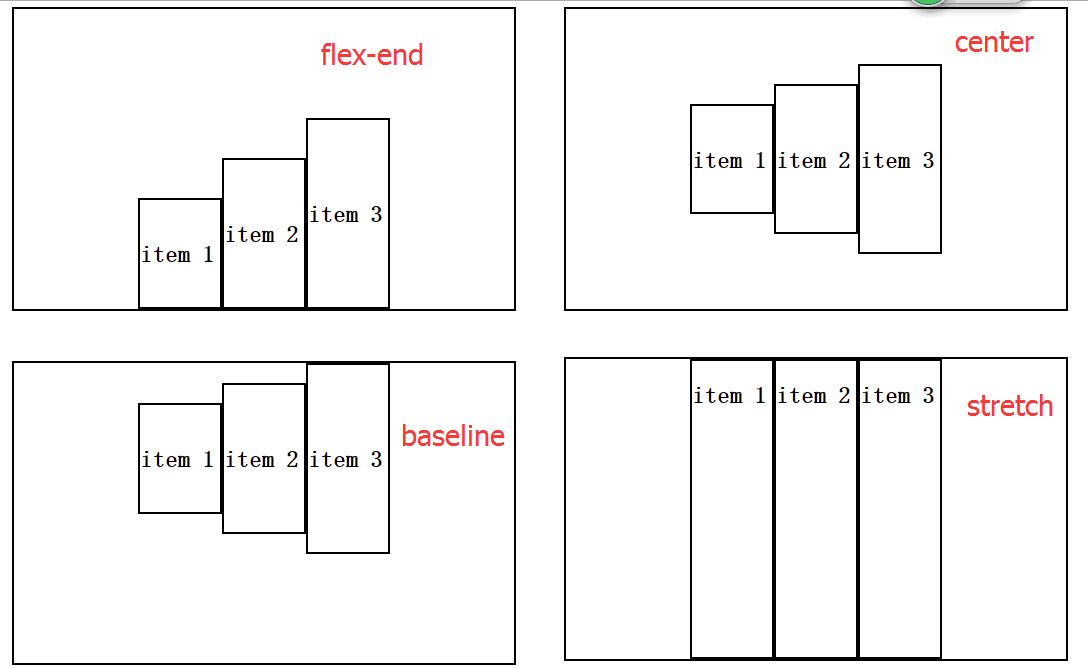 flex-end
item 1
item 2
item 3
center
item 1
item 2
item 3
baseline
item 1
item 2
item 3
stretch
item 1
item 2
item 3